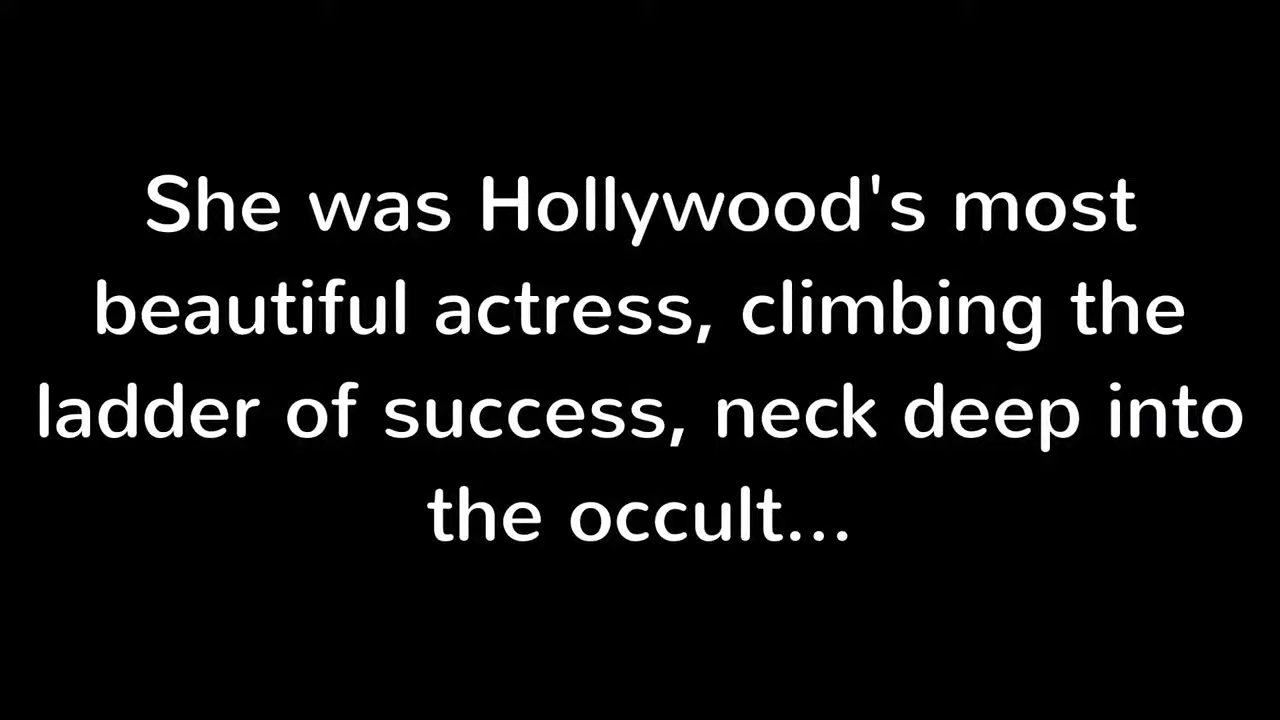 She was Hollywood's most
beautiful actress, climbing the
ladder of success, neck deep into
the occult...